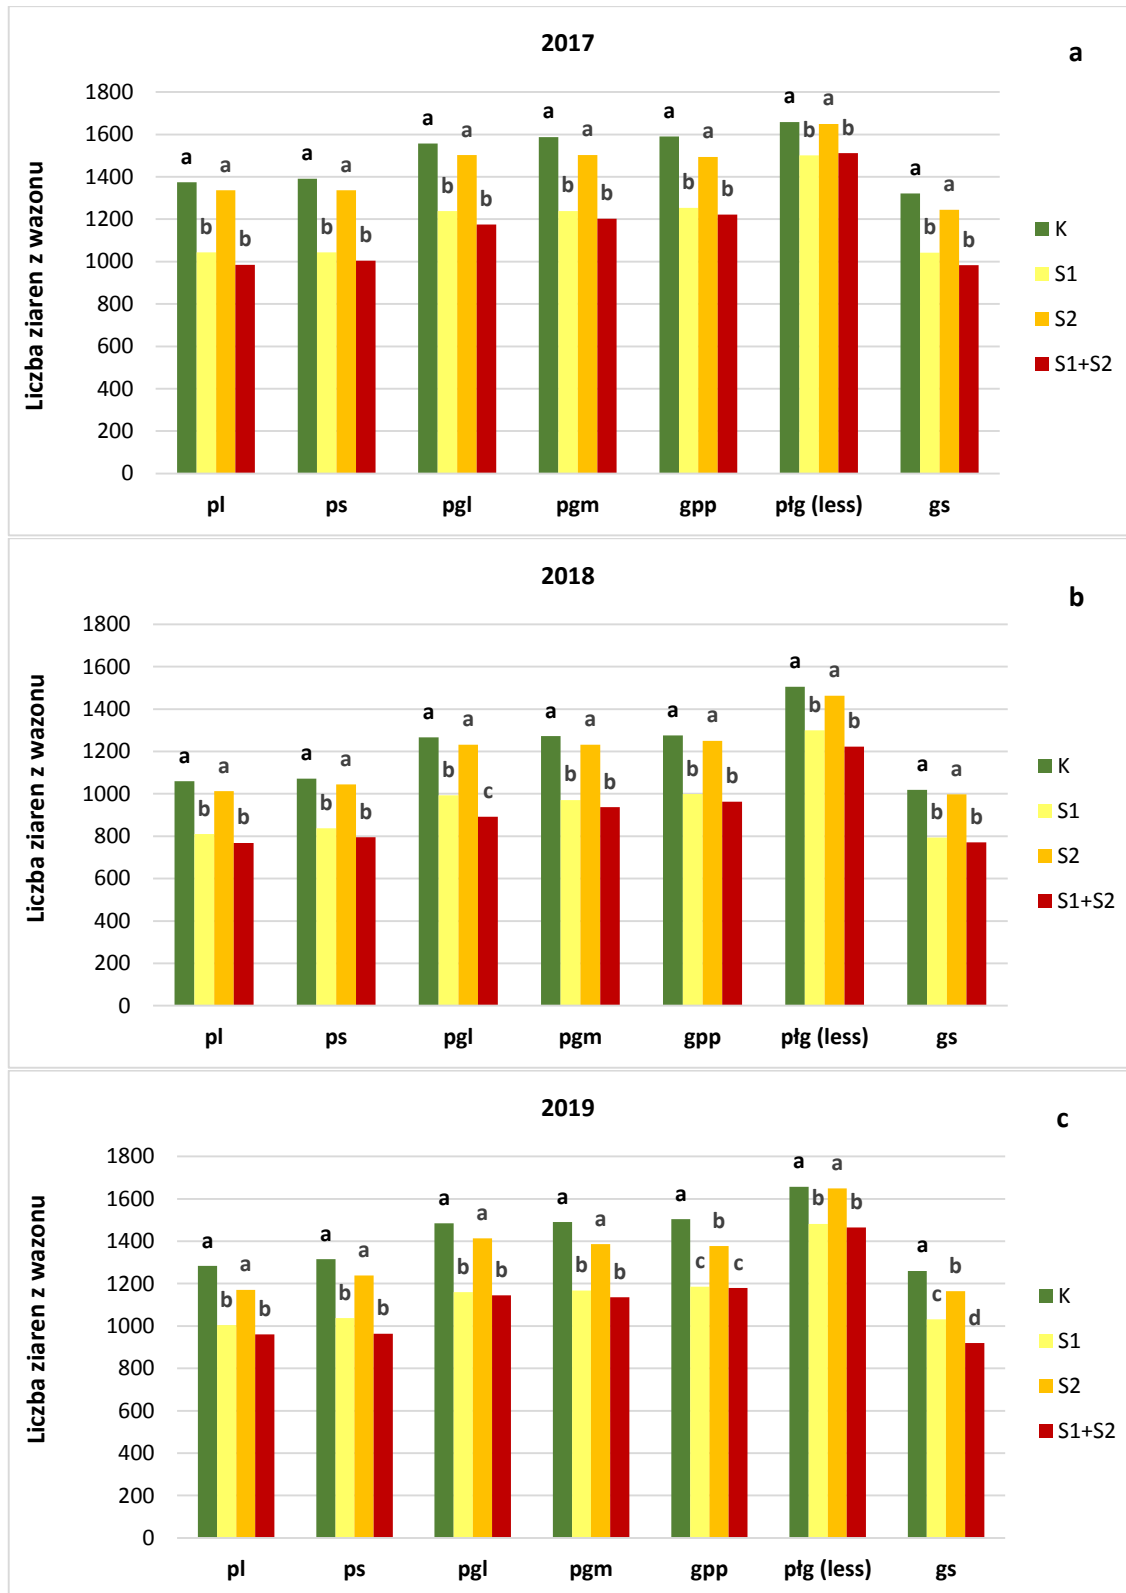 2017
a
Liczba ziaren z wazonu
1800
1600
1400
1200
1000
800
600
400
200
0
a b a b
a b a b
a b a b
a b a b
a b a b
a b a b
a b a b
pl ps pgl pgm gpp płg (less) gs
K
S1
S2
S1+S2
2018
b
Liczba ziaren z wazonu
1800
1600
1400
1200
1000
800
600
400
200
0
a b a b
a b a b
a b a c
a b a b
a b a b
a b a b
a b a b
pl ps pgl pgm gpp płg (less) gs
K
S1
S2
S1+S2
2019
c
Liczba ziaren z wazonu
1800
1600
1400
1200
1000
800
600
400
200
0
a b a b
a b a b
a b a b
a b a b
a c b c
a b a b
a c b d
pl ps pgl pgm gpp płg (less) gs
K
S1
S2
S1+S2